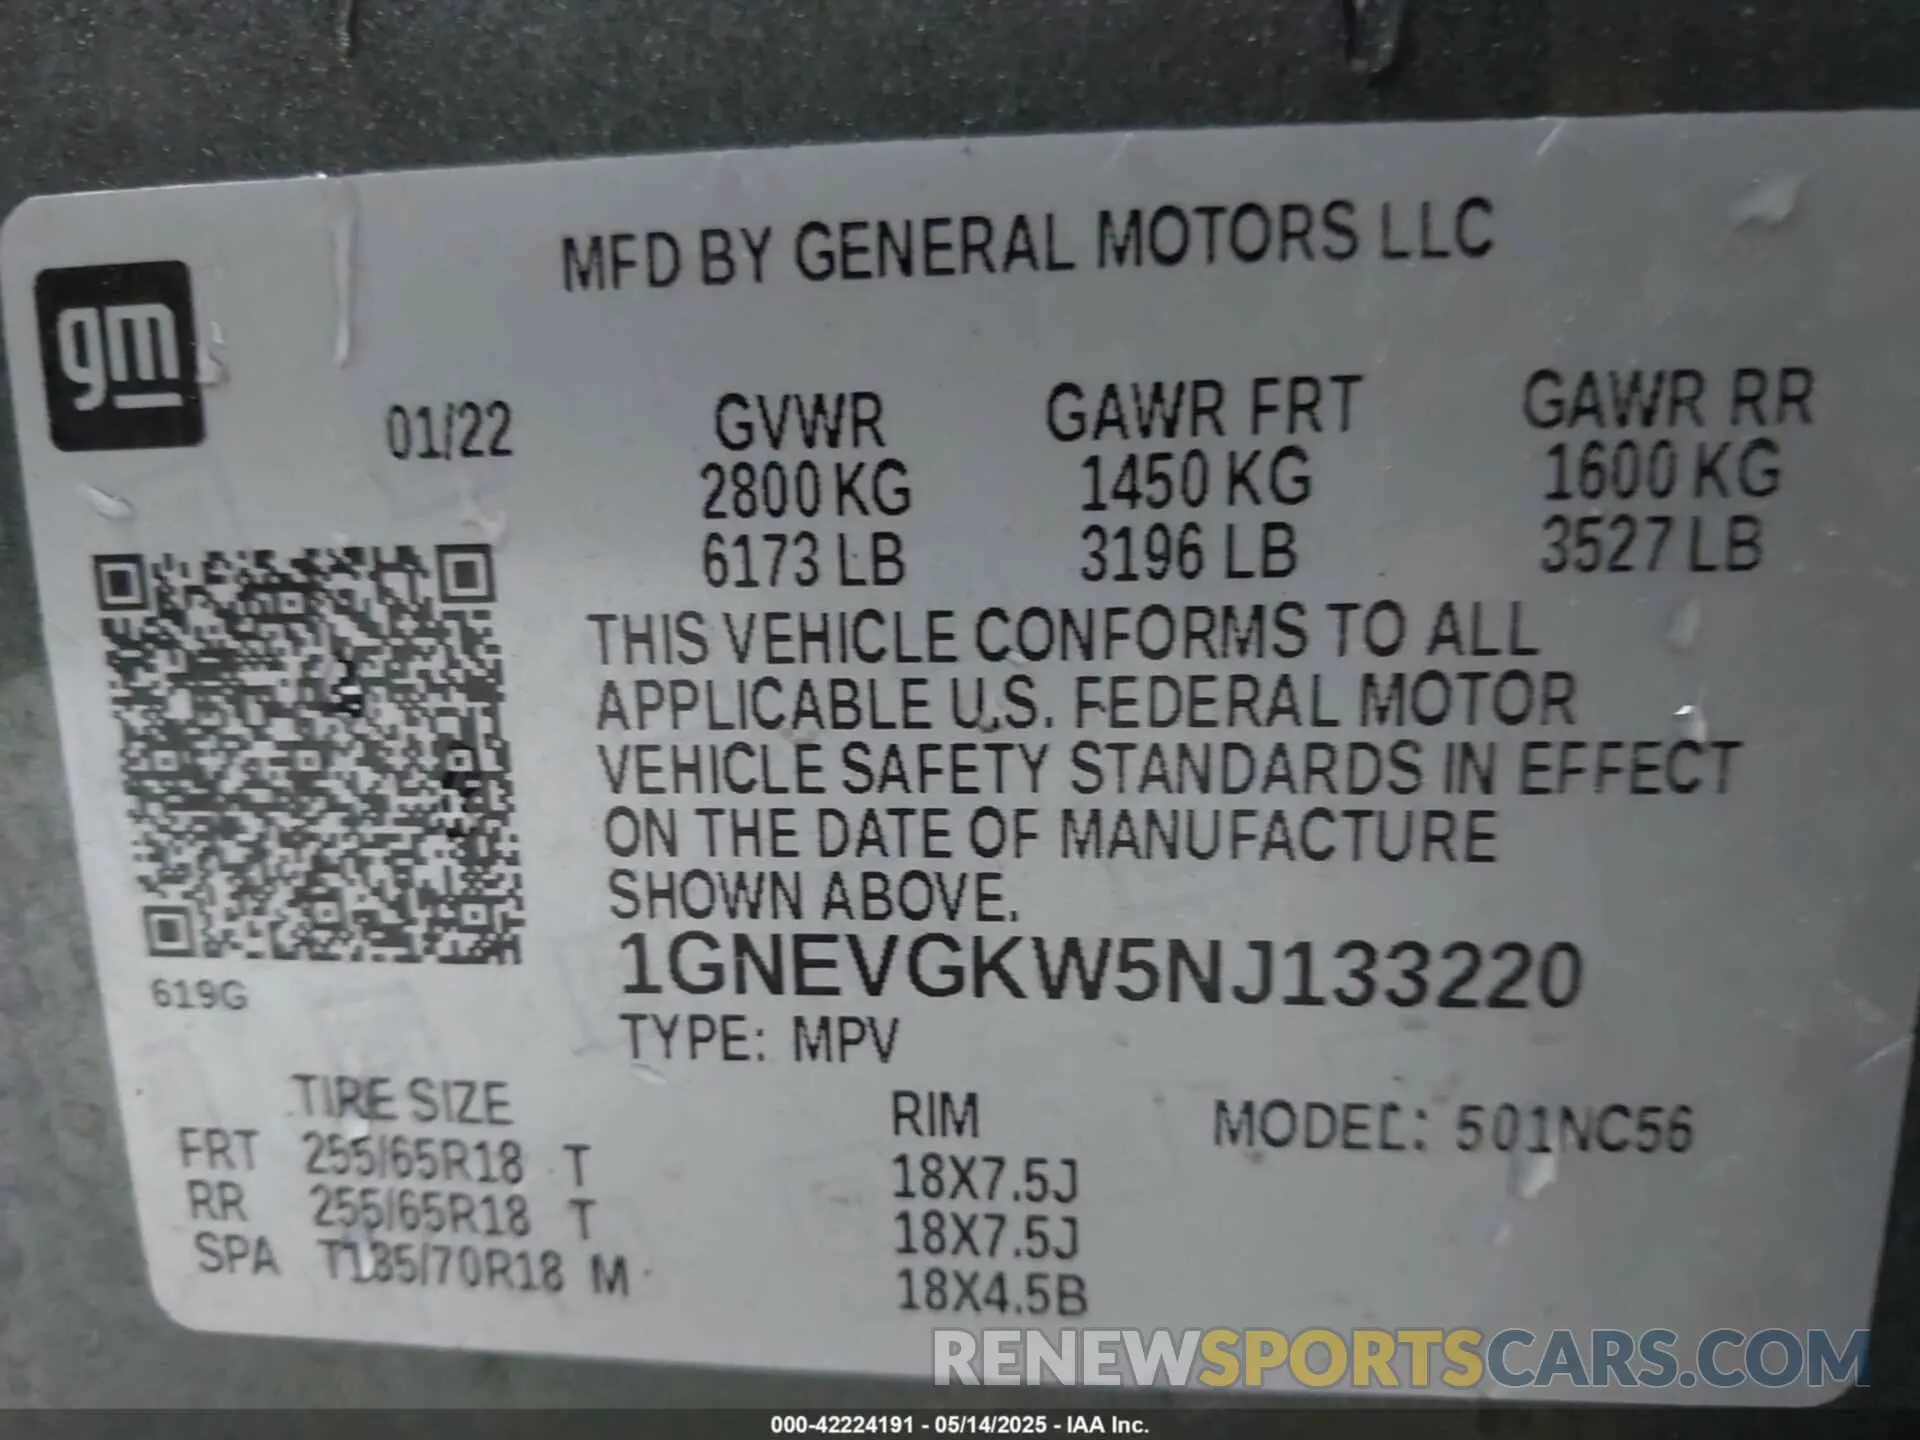 MFD BY GENERAL MOTORS LLC
gm
01/22
GVWR GAWR FRT GAWR RR
2800 KG 1450 KG 1600 KG
6173 LB 3196 LB 3527 LB
THIS VEHICLE CONFORMS TO ALL
APPLICABLE U.S. FEDERAL MOTOR
VEHICLE SAFETY STANDARDS IN EFFECT
ON THE DATE OF MANUFACTURE
SHOWN ABOVE.
1GNEVGKW5NJ133220
619G
TYPE: MPV
TIRE SIZE RIM MODEL: 501NC56
FRT 255/65R18 T 18X7.5J
RR 255/65R18 T 18X7.5J
SPA T135/70R18 M 18X4.5B
RENEWSPORTSCARS.COM
000-42224191 - 05/14/2025 - IAA Inc.